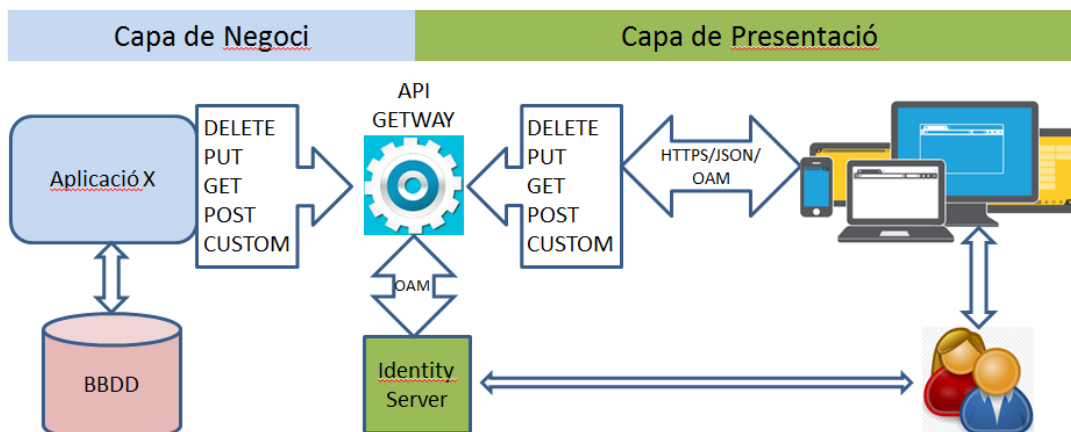 Capa de Negoci
Capa de Presentació
Aplicació X
DELETE
PUT
GET
POST
CUSTOM
API
GETWAY
DELETE
PUT
GET
POST
CUSTOM
HTTPS/JSON/
OAM
OAM
BBDD
Identity
Server